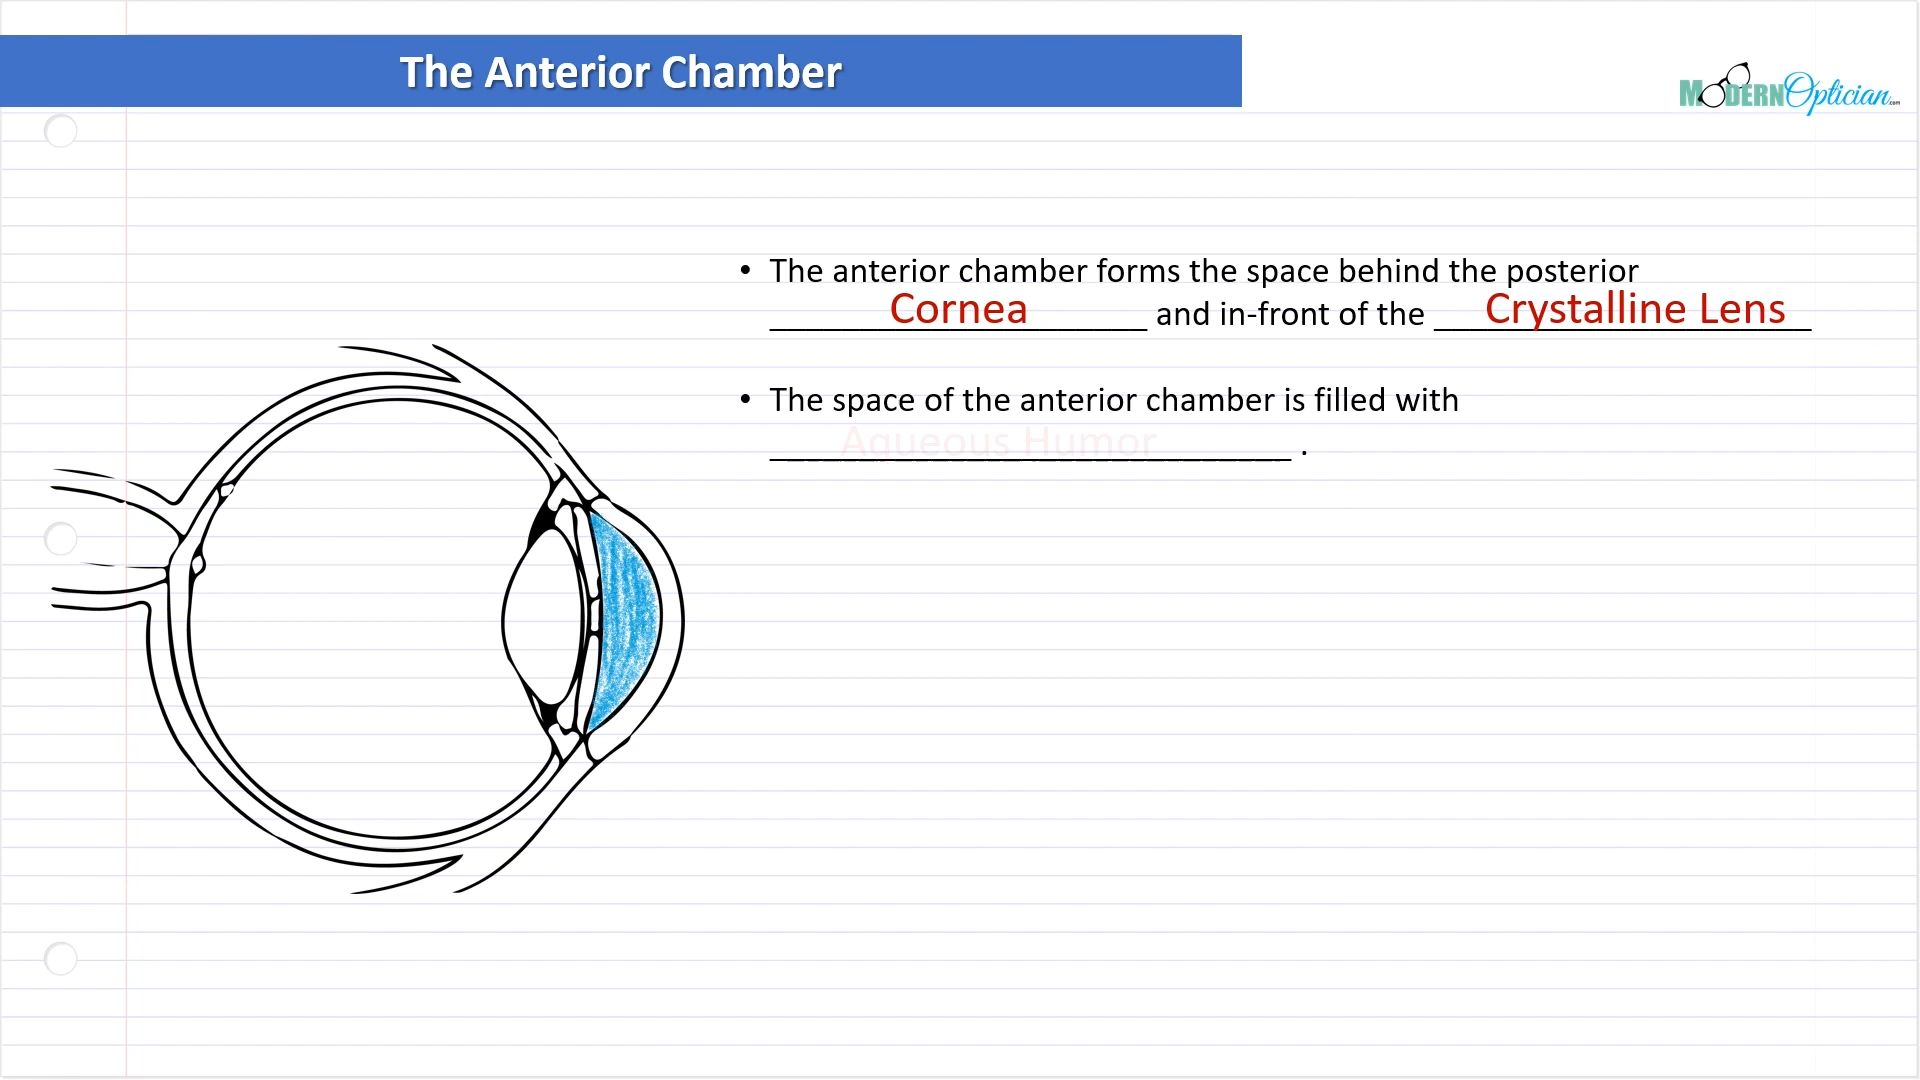 The Anterior Chamber
MODERNOptician.com
• The anterior chamber forms the space behind the posterior
Cornea and in-front of the Crystalline Lens
• The space of the anterior chamber is filled with
Aqueous Humor .